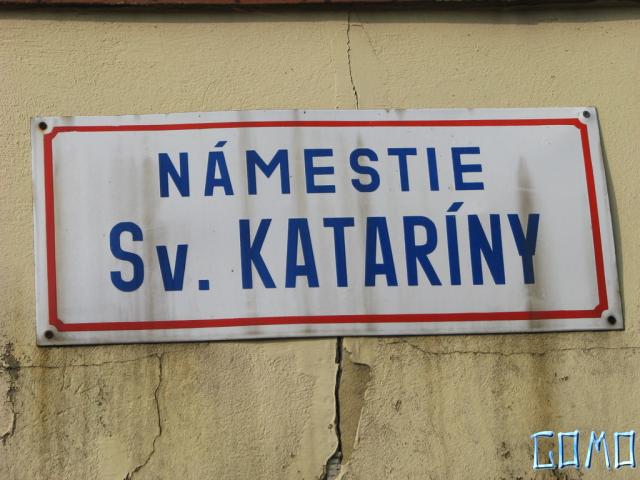 NÁMESTIE
Sv. KATARÍNY
GOMO